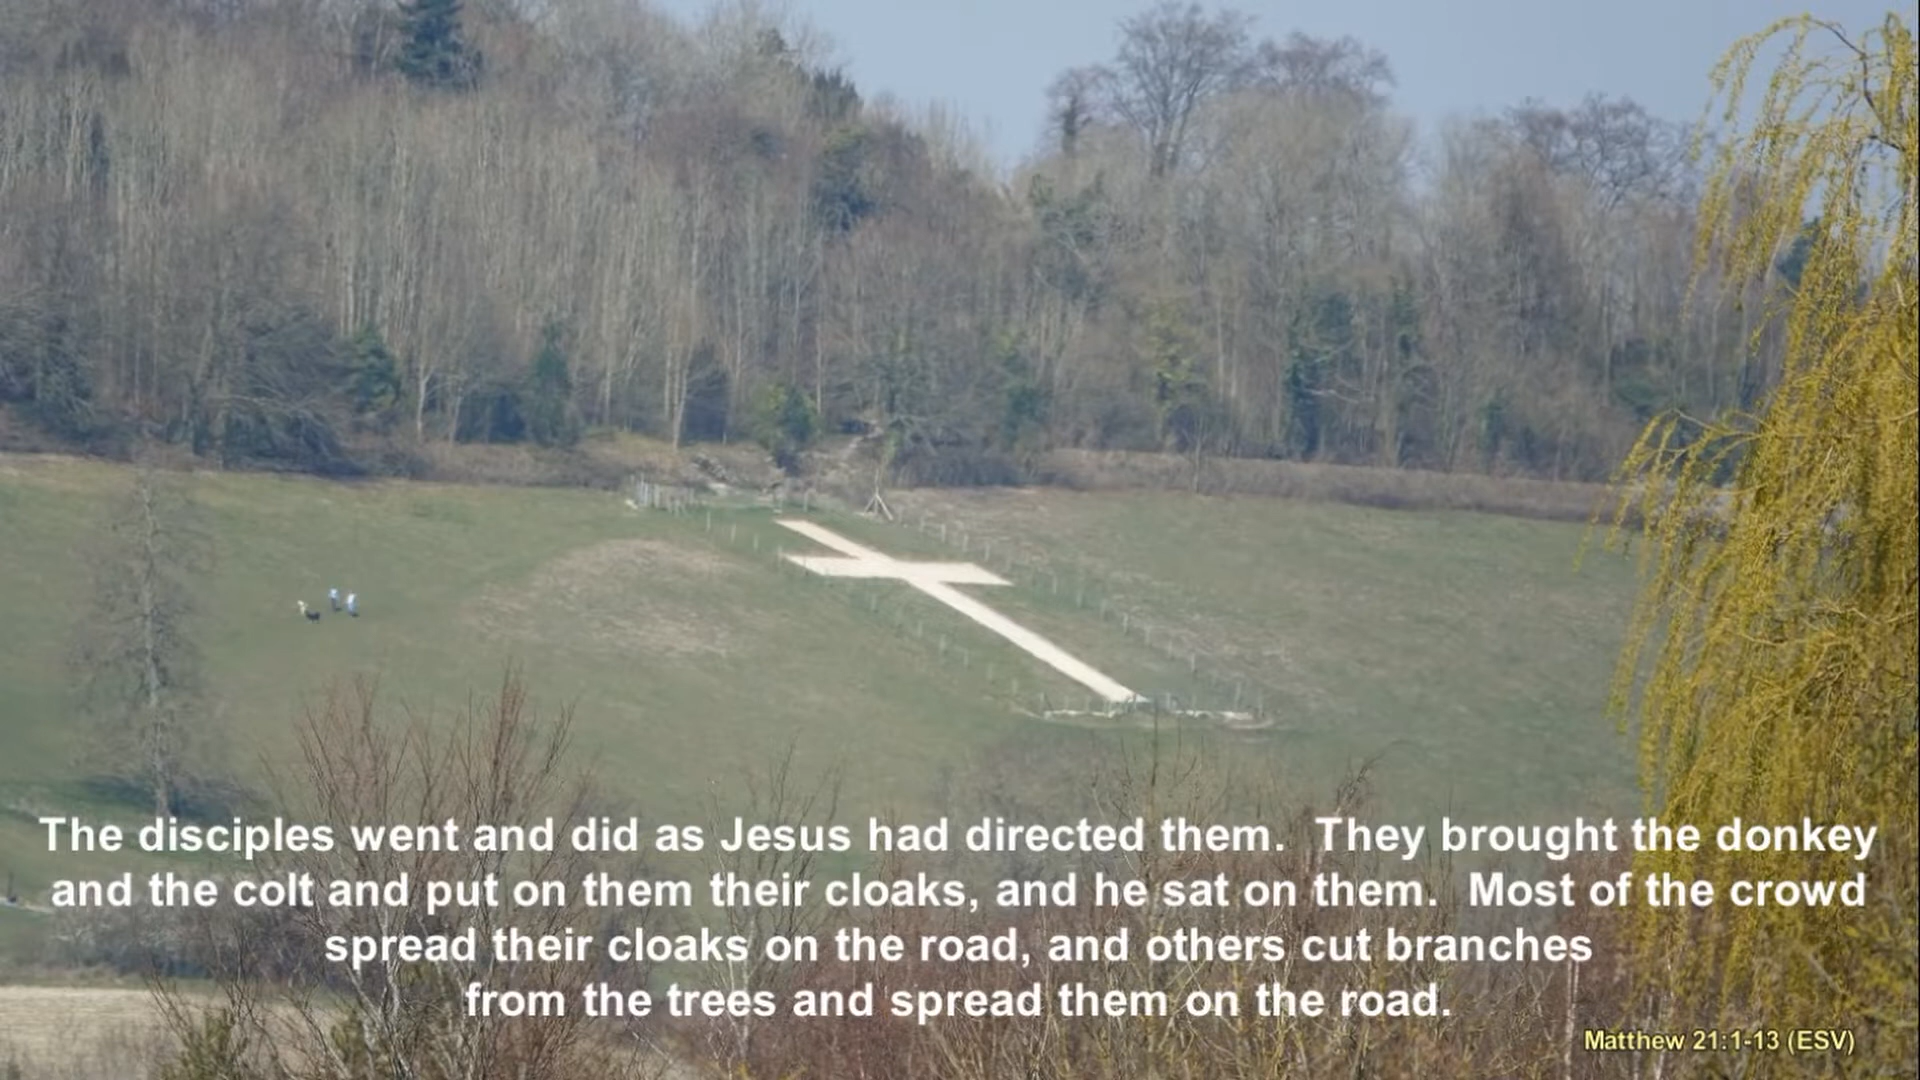 The disciples went and did as Jesus had directed them.  They brought the donkey
and the colt and put on them their cloaks, and he sat on them.  Most of the crowd
spread their cloaks on the road, and others cut branches
from the trees and spread them on the road.
Matthew 21:1-13 (ESV)